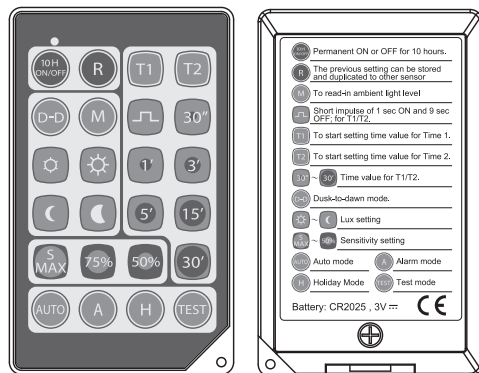 10H
ON/OFF
R
T1
T2
D-D
M
30"
1'
3'
5'
15'
S
MAX
75%
50%
30'
AUTO
A
H
TEST
10 H
ON/OFF
Permanent ON or OFF for 10 hours.
R
The previous setting can be stored
and duplicated to other sensor
M
To read-in ambient light level
Short impulse of 1 sec ON and 9 sec
OFF; for T1/T2.
T1
To start setting time value for Time 1.
T2
To start setting time value for Time 2.
30" ~ 30' Time value for T1/T2.
D-D
Dusk-to-dawn mode.
~ Lux setting
S
MAX
~ 50% Sensitivity setting
AUTO Auto mode
A Alarm mode
H Holiday Mode
TEST Test mode
Battery: CR2025 , 3V
CE